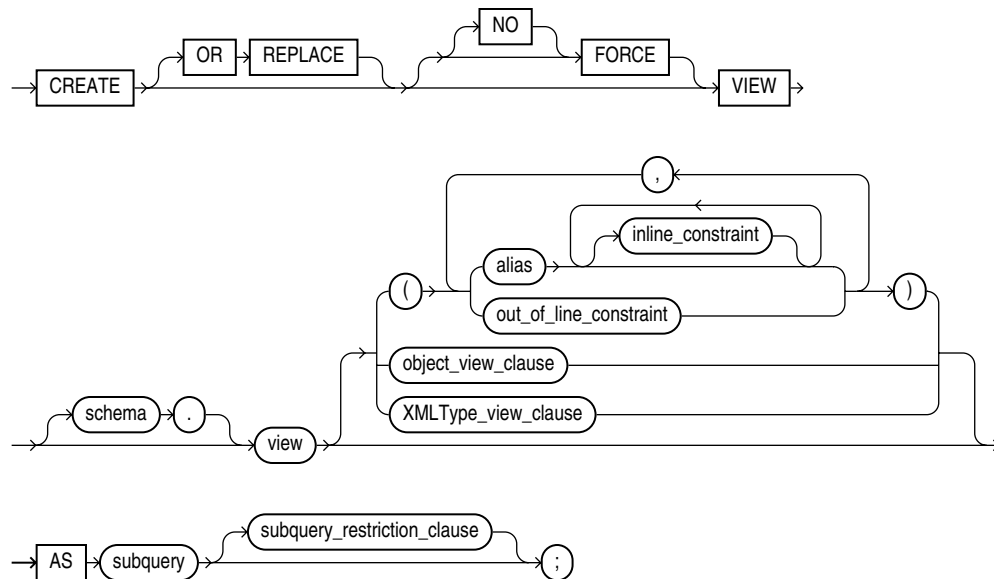 NO
OR REPLACE FORCE
CREATE VIEW
,
inline_constraint
alias
( )
out_of_line_constraint
object_view_clause
schema . XMLType_view_clause
view
subquery_restriction_clause
AS subquery ;